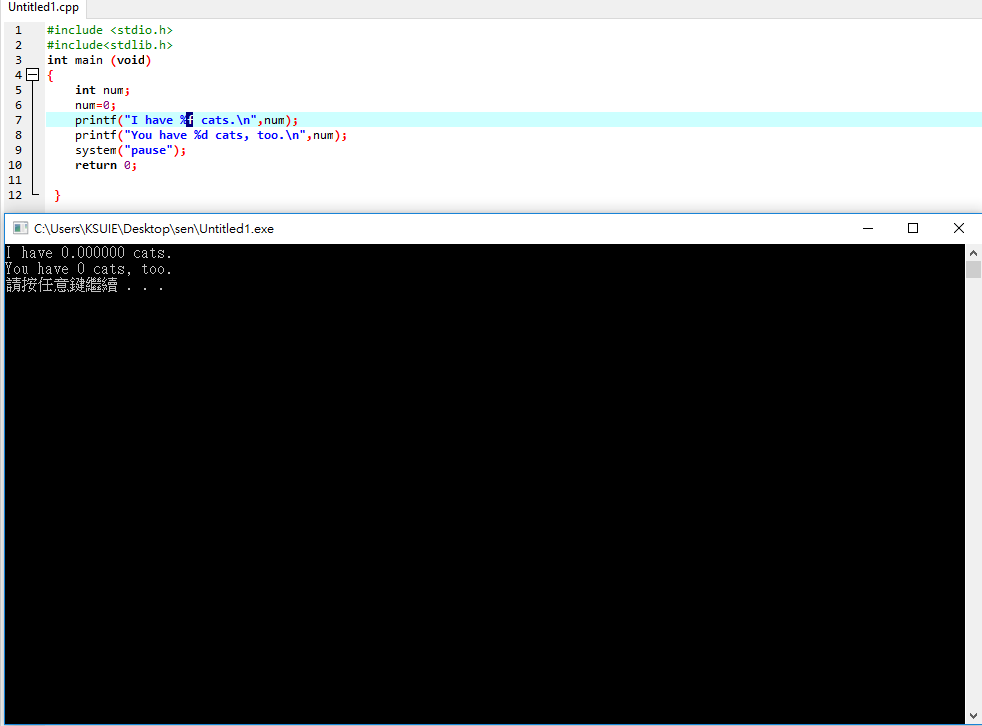 Untitled1.cpp
1 #include <stdio.h>
2 #include<stdlib.h>
3 int main (void)
4 {
5 int num;
6 num=0;
7 printf("I have %f cats.\n",num);
8 printf("You have %d cats, too.\n",num);
9 system("pause");
10 return 0;
11
12 }
C:\Users\KSUIE\Desktop\sen\Untitled1.exe
I have 0.000000 cats.
You have 0 cats, too.
請按任意鍵繼續 . . .